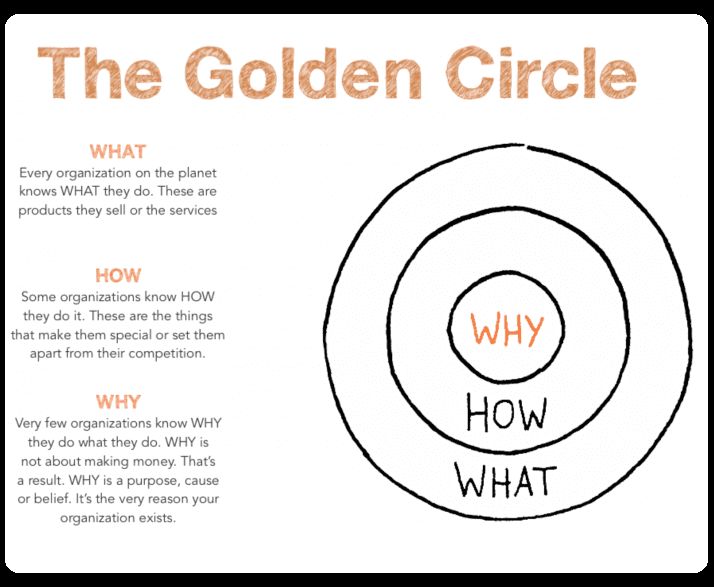 The Golden Circle
WHAT
Every organization on the planet
knows WHAT they do. These are
products they sell or the services
HOW
Some organizations know HOW
they do it. These are the things
that make them special or set them
apart from their competition.
WHY
Very few organizations know WHY
they do what they do. WHY is
not about making money. That's
a result. WHY is a purpose, cause
or belief. It's the very reason your
organization exists.
WHY
HOW
WHAT